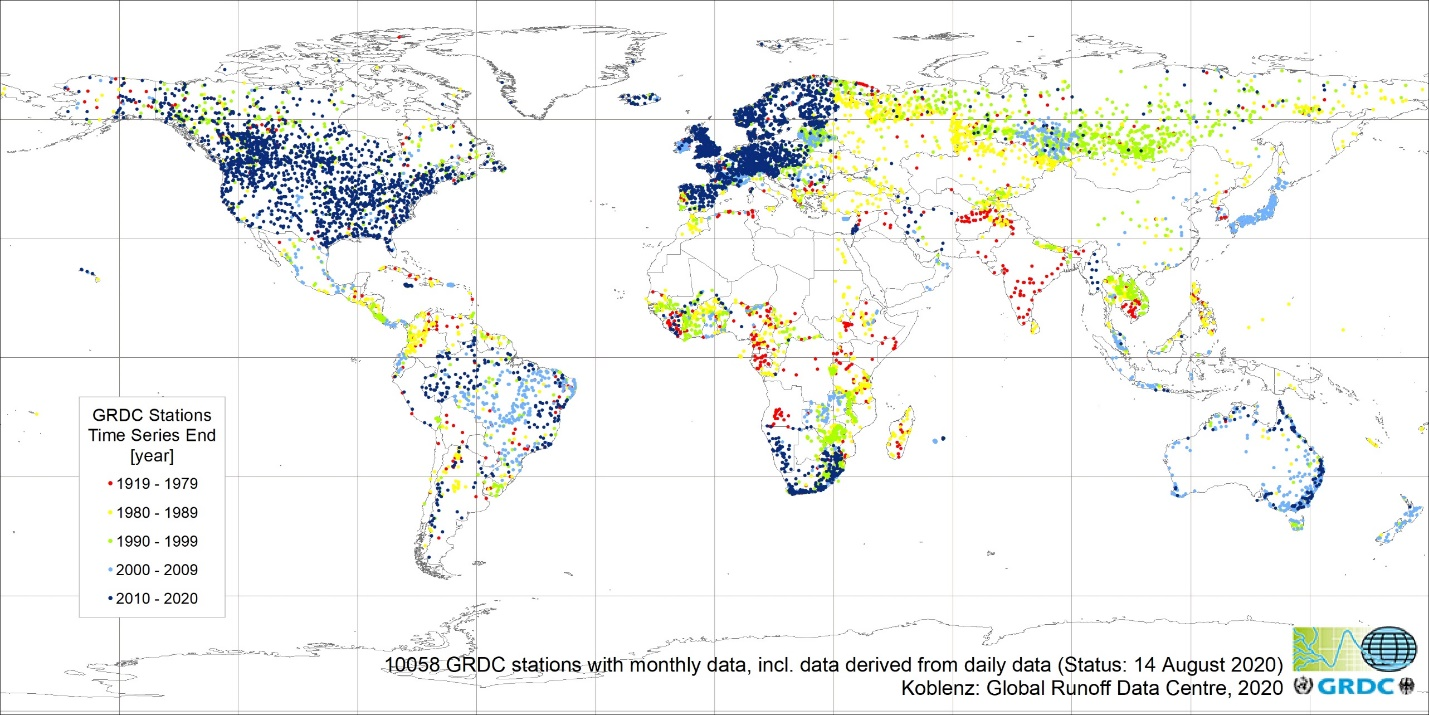 GRDC Stations
Time Series End
[year]
1919 - 1979
1980 - 1989
1990 - 1999
2000 - 2009
2010 - 2020
10058 GRDC stations with monthly data, incl. data derived from daily data (Status: 14 August 2020)
Koblenz: Global Runoff Data Centre, 2020
GRDC